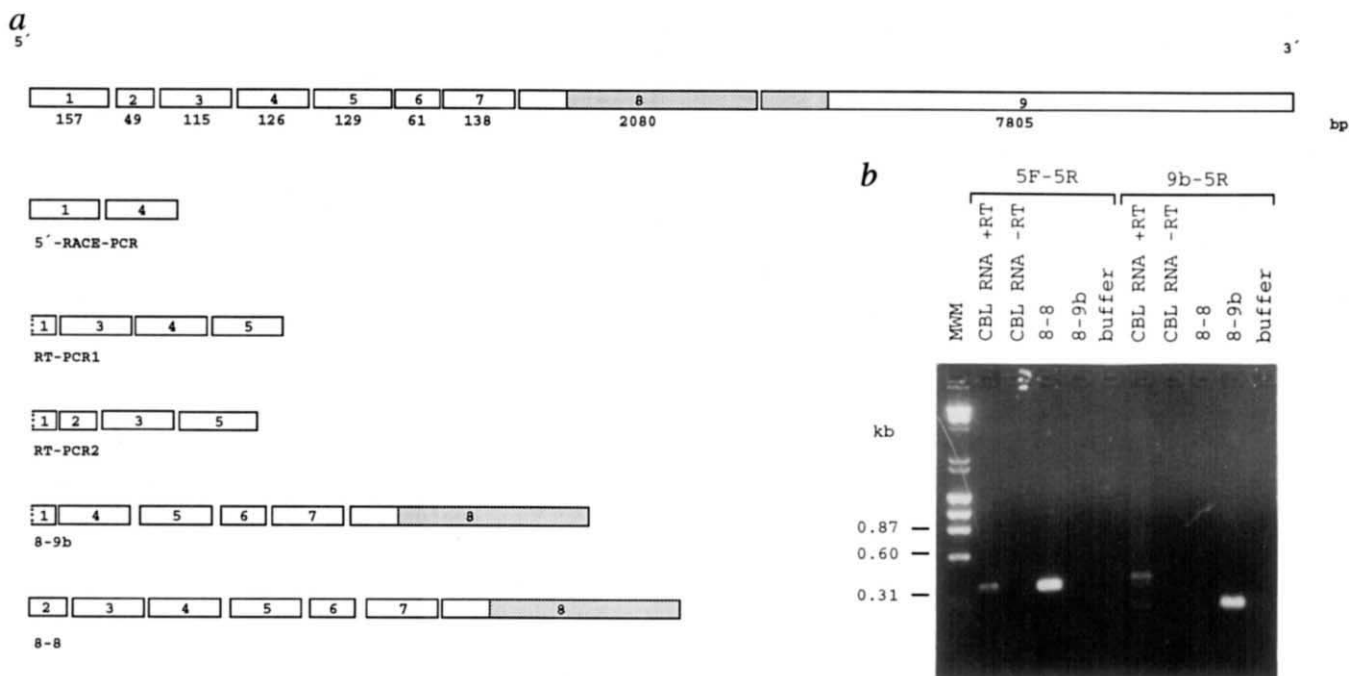 a
5´ 3´
1 2 3 4 5 6 7 8 9
157 49 115 126 129 61 138 2080 7805 bp
1 4
5´-RACE-PCR
1 3 4 5
RT-PCR1
1 2 3 5
RT-PCR2
1 4 5 6 7 8
8-9b
2 3 4 5 6 7 8
8-8
b
5F-5R 9b-5R
MWM
CBL RNA +RT
CBL RNA -RT
8-8
8-9b
buffer
CBL RNA +RT
CBL RNA -RT
8-8
8-9b
buffer
kb
0.87
0.60
0.31